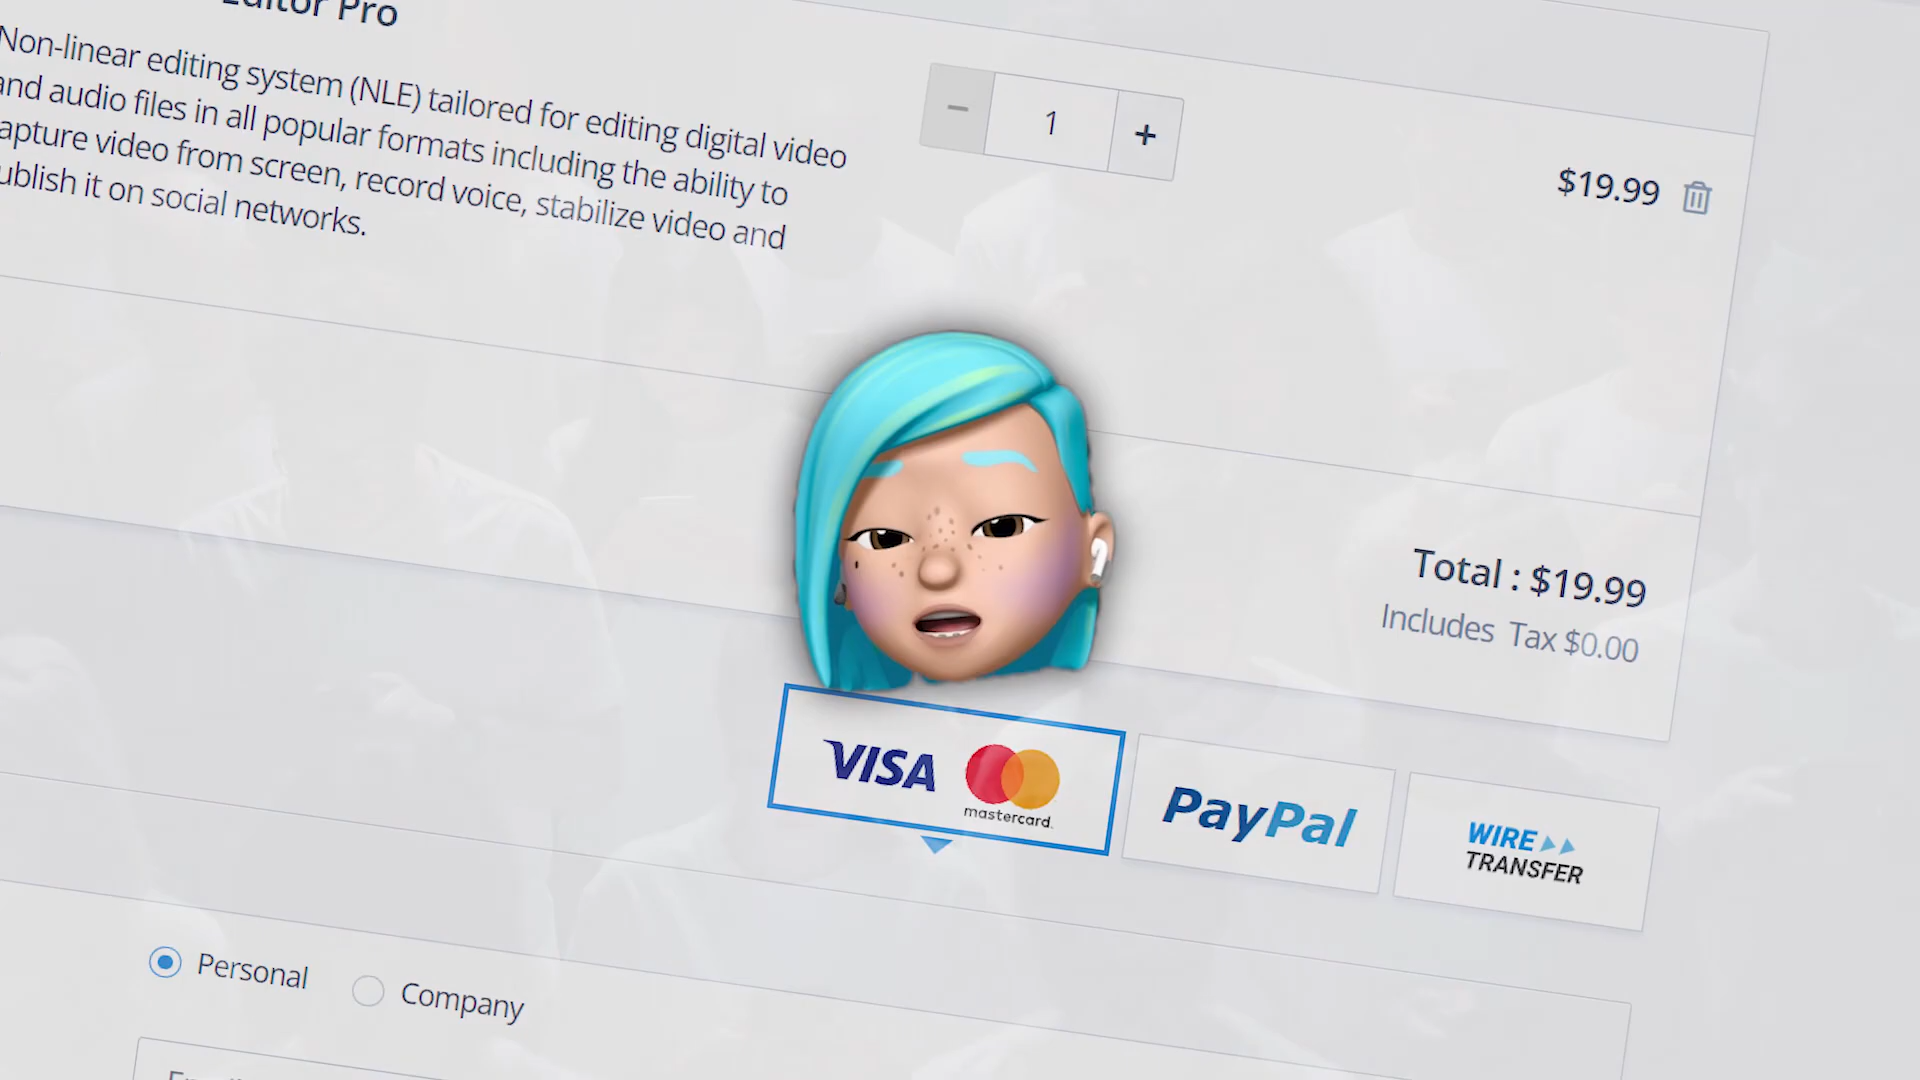 Editor Pro
Non-linear editing system (NLE) tailored for editing digital video
and audio files in all popular formats including the ability to
apture video from screen, record voice, stabilize video and
ublish it on social networks.
1
$19.99
Total : $19.99
Includes Tax $0.00
VISA
mastercard.
PayPal
WIRE
TRANSFER
Personal
Company